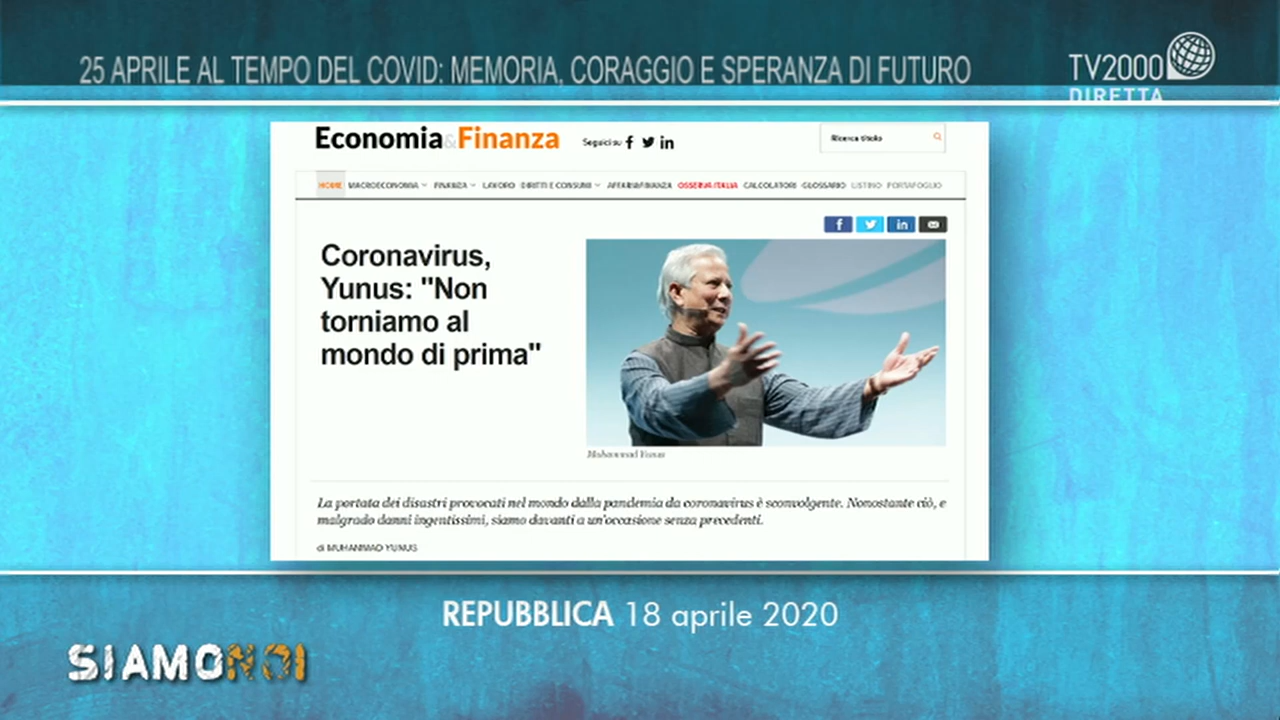 25 APRILE AL TEMPO DEL COVID: MEMORIA, CORAGGIO E SPERANZA DI FUTURO
TV2000
DIRETTA
Economia&Finanza
Seguici su
Ricerca titolo
HOME MACROECONOMIA FINANZA LAVORO DIRITTI E CONSUMI AFFARI&FINANZA OSSERVA ITALIA CALCOLATORI GLOSSARIO LISTINO PORTAFOGLIO
Coronavirus,
Yunus: "Non
torniamo al
mondo di prima"
Muhammad Yunus
La portata dei disastri provocati nel mondo dalla pandemia da coronavirus è sconvolgente. Nonostante ciò, e
malgrado danni ingentissimi, siamo davanti a un'occasione senza precedenti.
di MUHAMMAD YUNUS
REPUBBLICA 18 aprile 2020
SIAMONOI